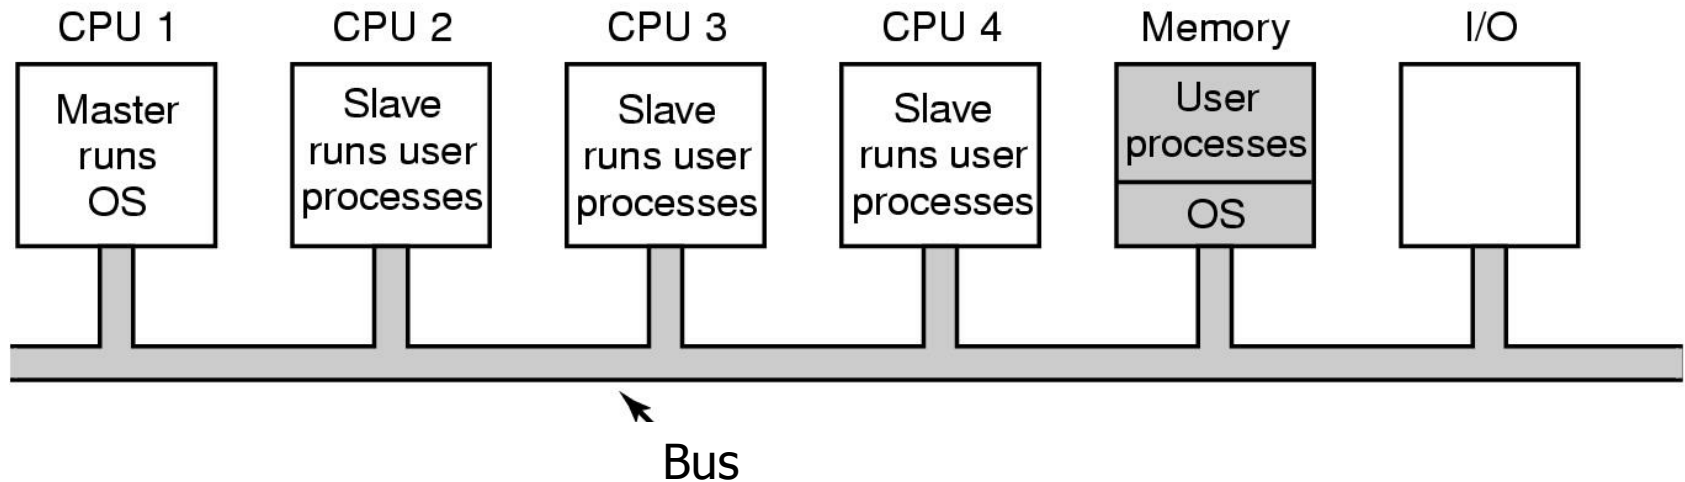 CPU 1
Master
runs
OS
CPU 2
Slave
runs user
processes
CPU 3
Slave
runs user
processes
CPU 4
Slave
runs user
processes
Memory
User
processes
OS
I/O
Bus